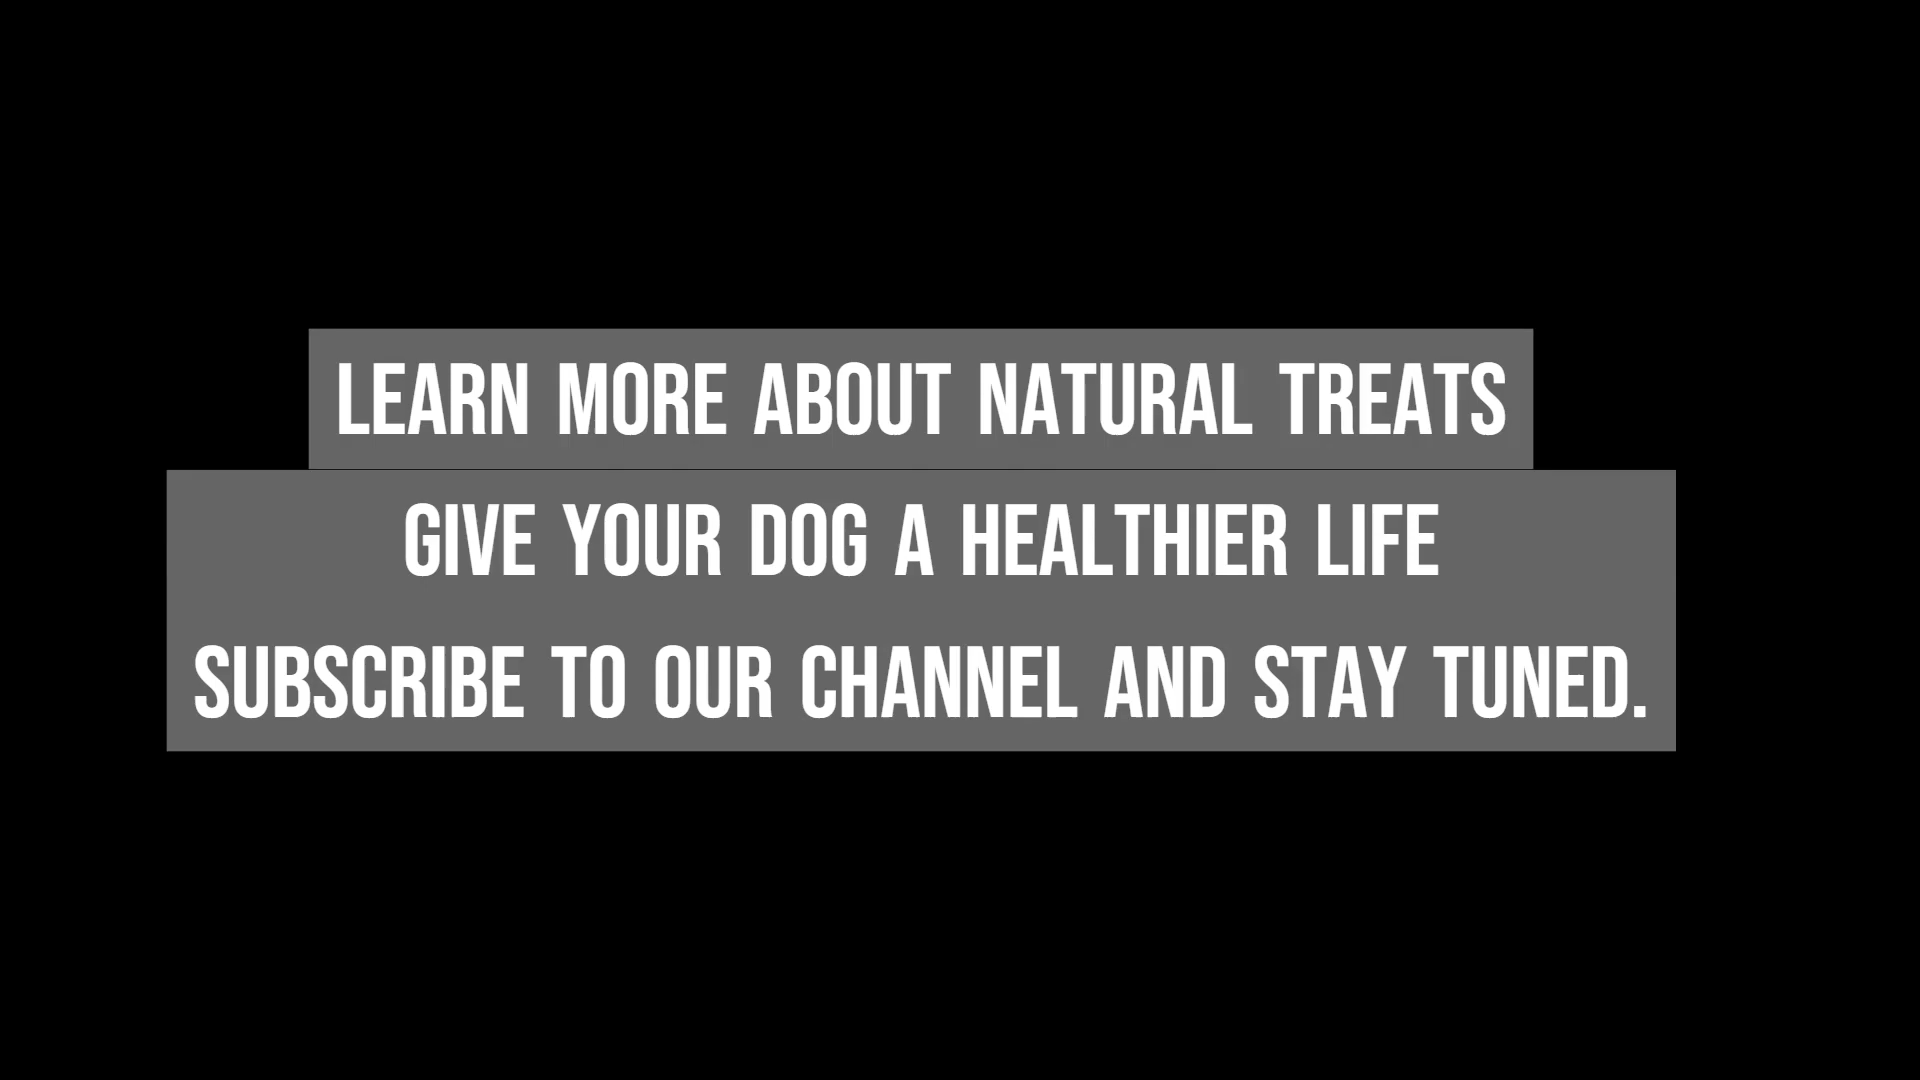 LEARN MORE ABOUT NATURAL TREATS
GIVE YOUR DOG A HEALTHIER LIFE
SUBSCRIBE TO OUR CHANNEL AND STAY TUNED.